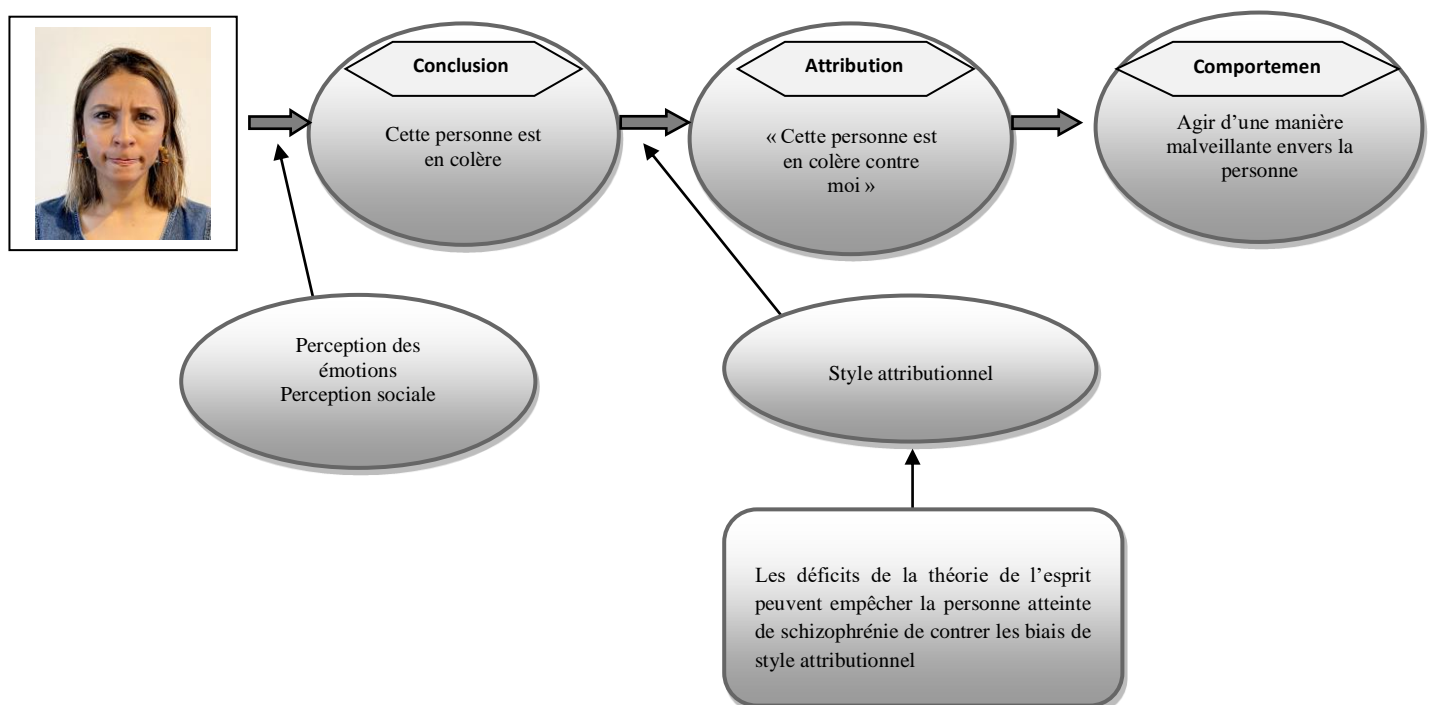 Conclusion
Cette personne est
en colère
Attribution
« Cette personne est
en colère contre
moi »
Comportemen
Agir d’une manière
malveillante envers la
personne
Perception des
émotions
Perception sociale
Style attributionnel
Les déficits de la théorie de l’esprit
peuvent empêcher la personne atteinte
de schizophrénie de contrer les biais de
style attributionnel